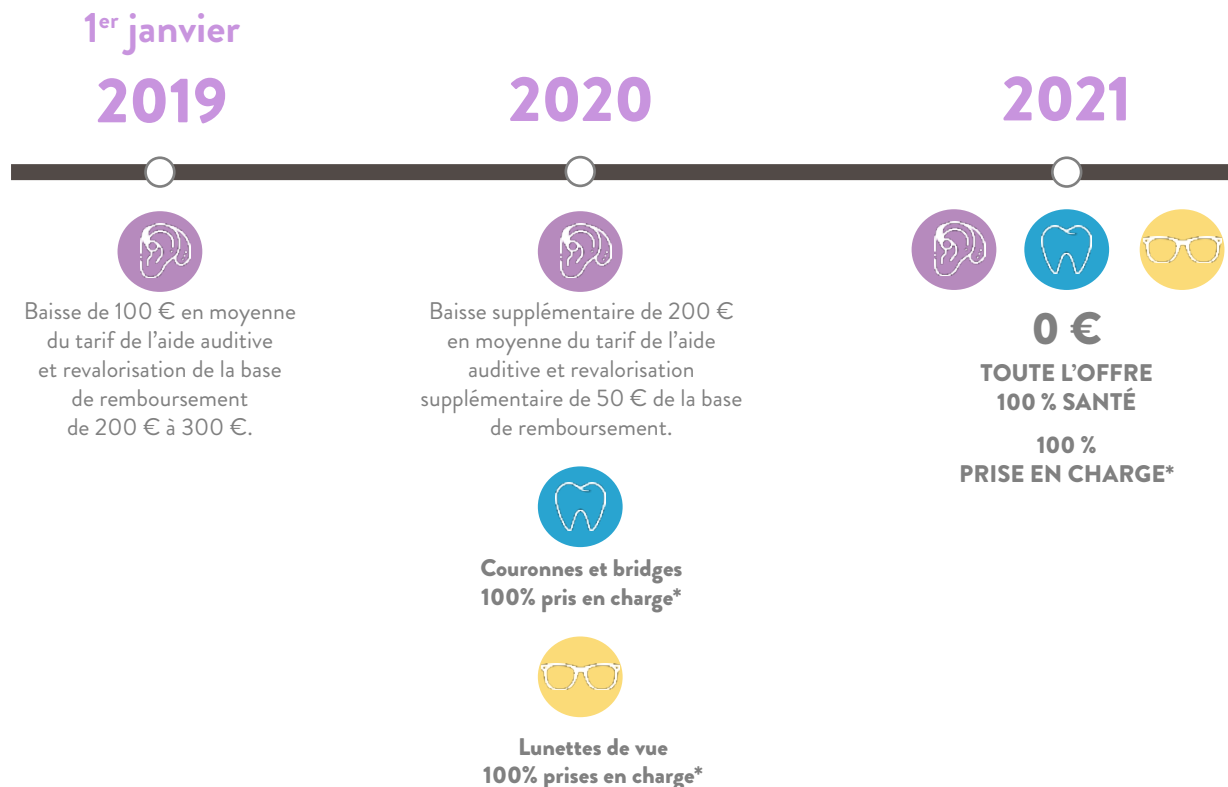 1er janvier
2019
2020
2021
Baisse de 100 € en moyenne
du tarif de l'aide auditive
et revalorisation de la base
de remboursement
de 200 € à 300 €.
Baisse supplémentaire de 200 €
en moyenne du tarif de l'aide
auditive et revalorisation
supplémentaire de 50 € de la base
de remboursement.
Couronnes et bridges
100% pris en charge*
Lunettes de vue
100% prises en charge*
0 €
TOUTE L'OFFRE
100 % SANTÉ
100 %
PRISE EN CHARGE*